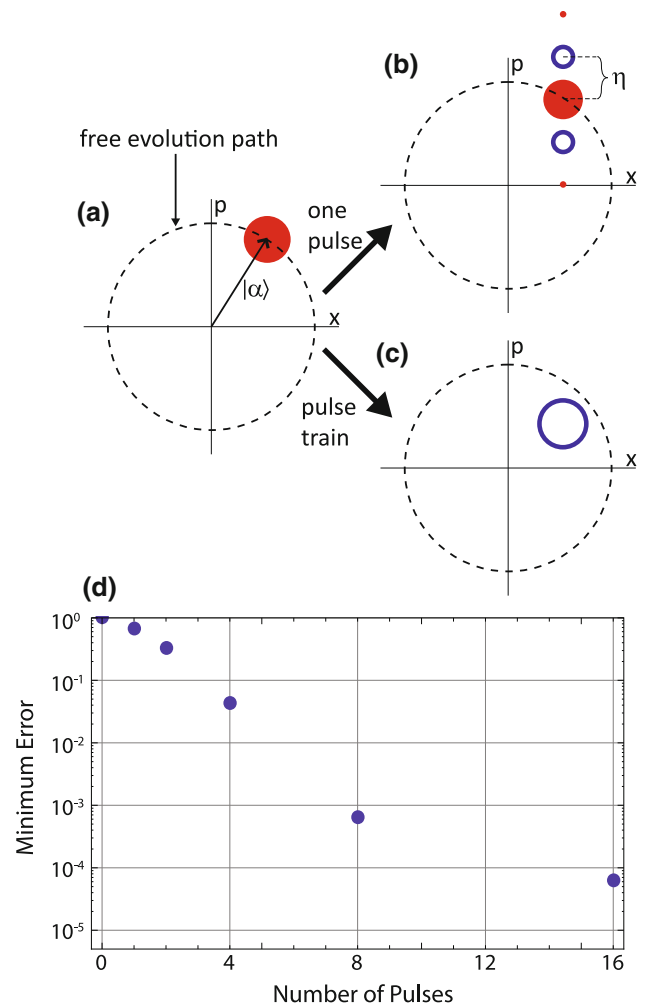 (b)
p
η
x
free evolution path
(a)
p
one
pulse
|α⟩
x
(c)
p
pulse
train
x
(d)
10⁰
10⁻¹
10⁻²
10⁻³
10⁻⁴
10⁻⁵
Minimum Error
0 4 8 12 16
Number of Pulses